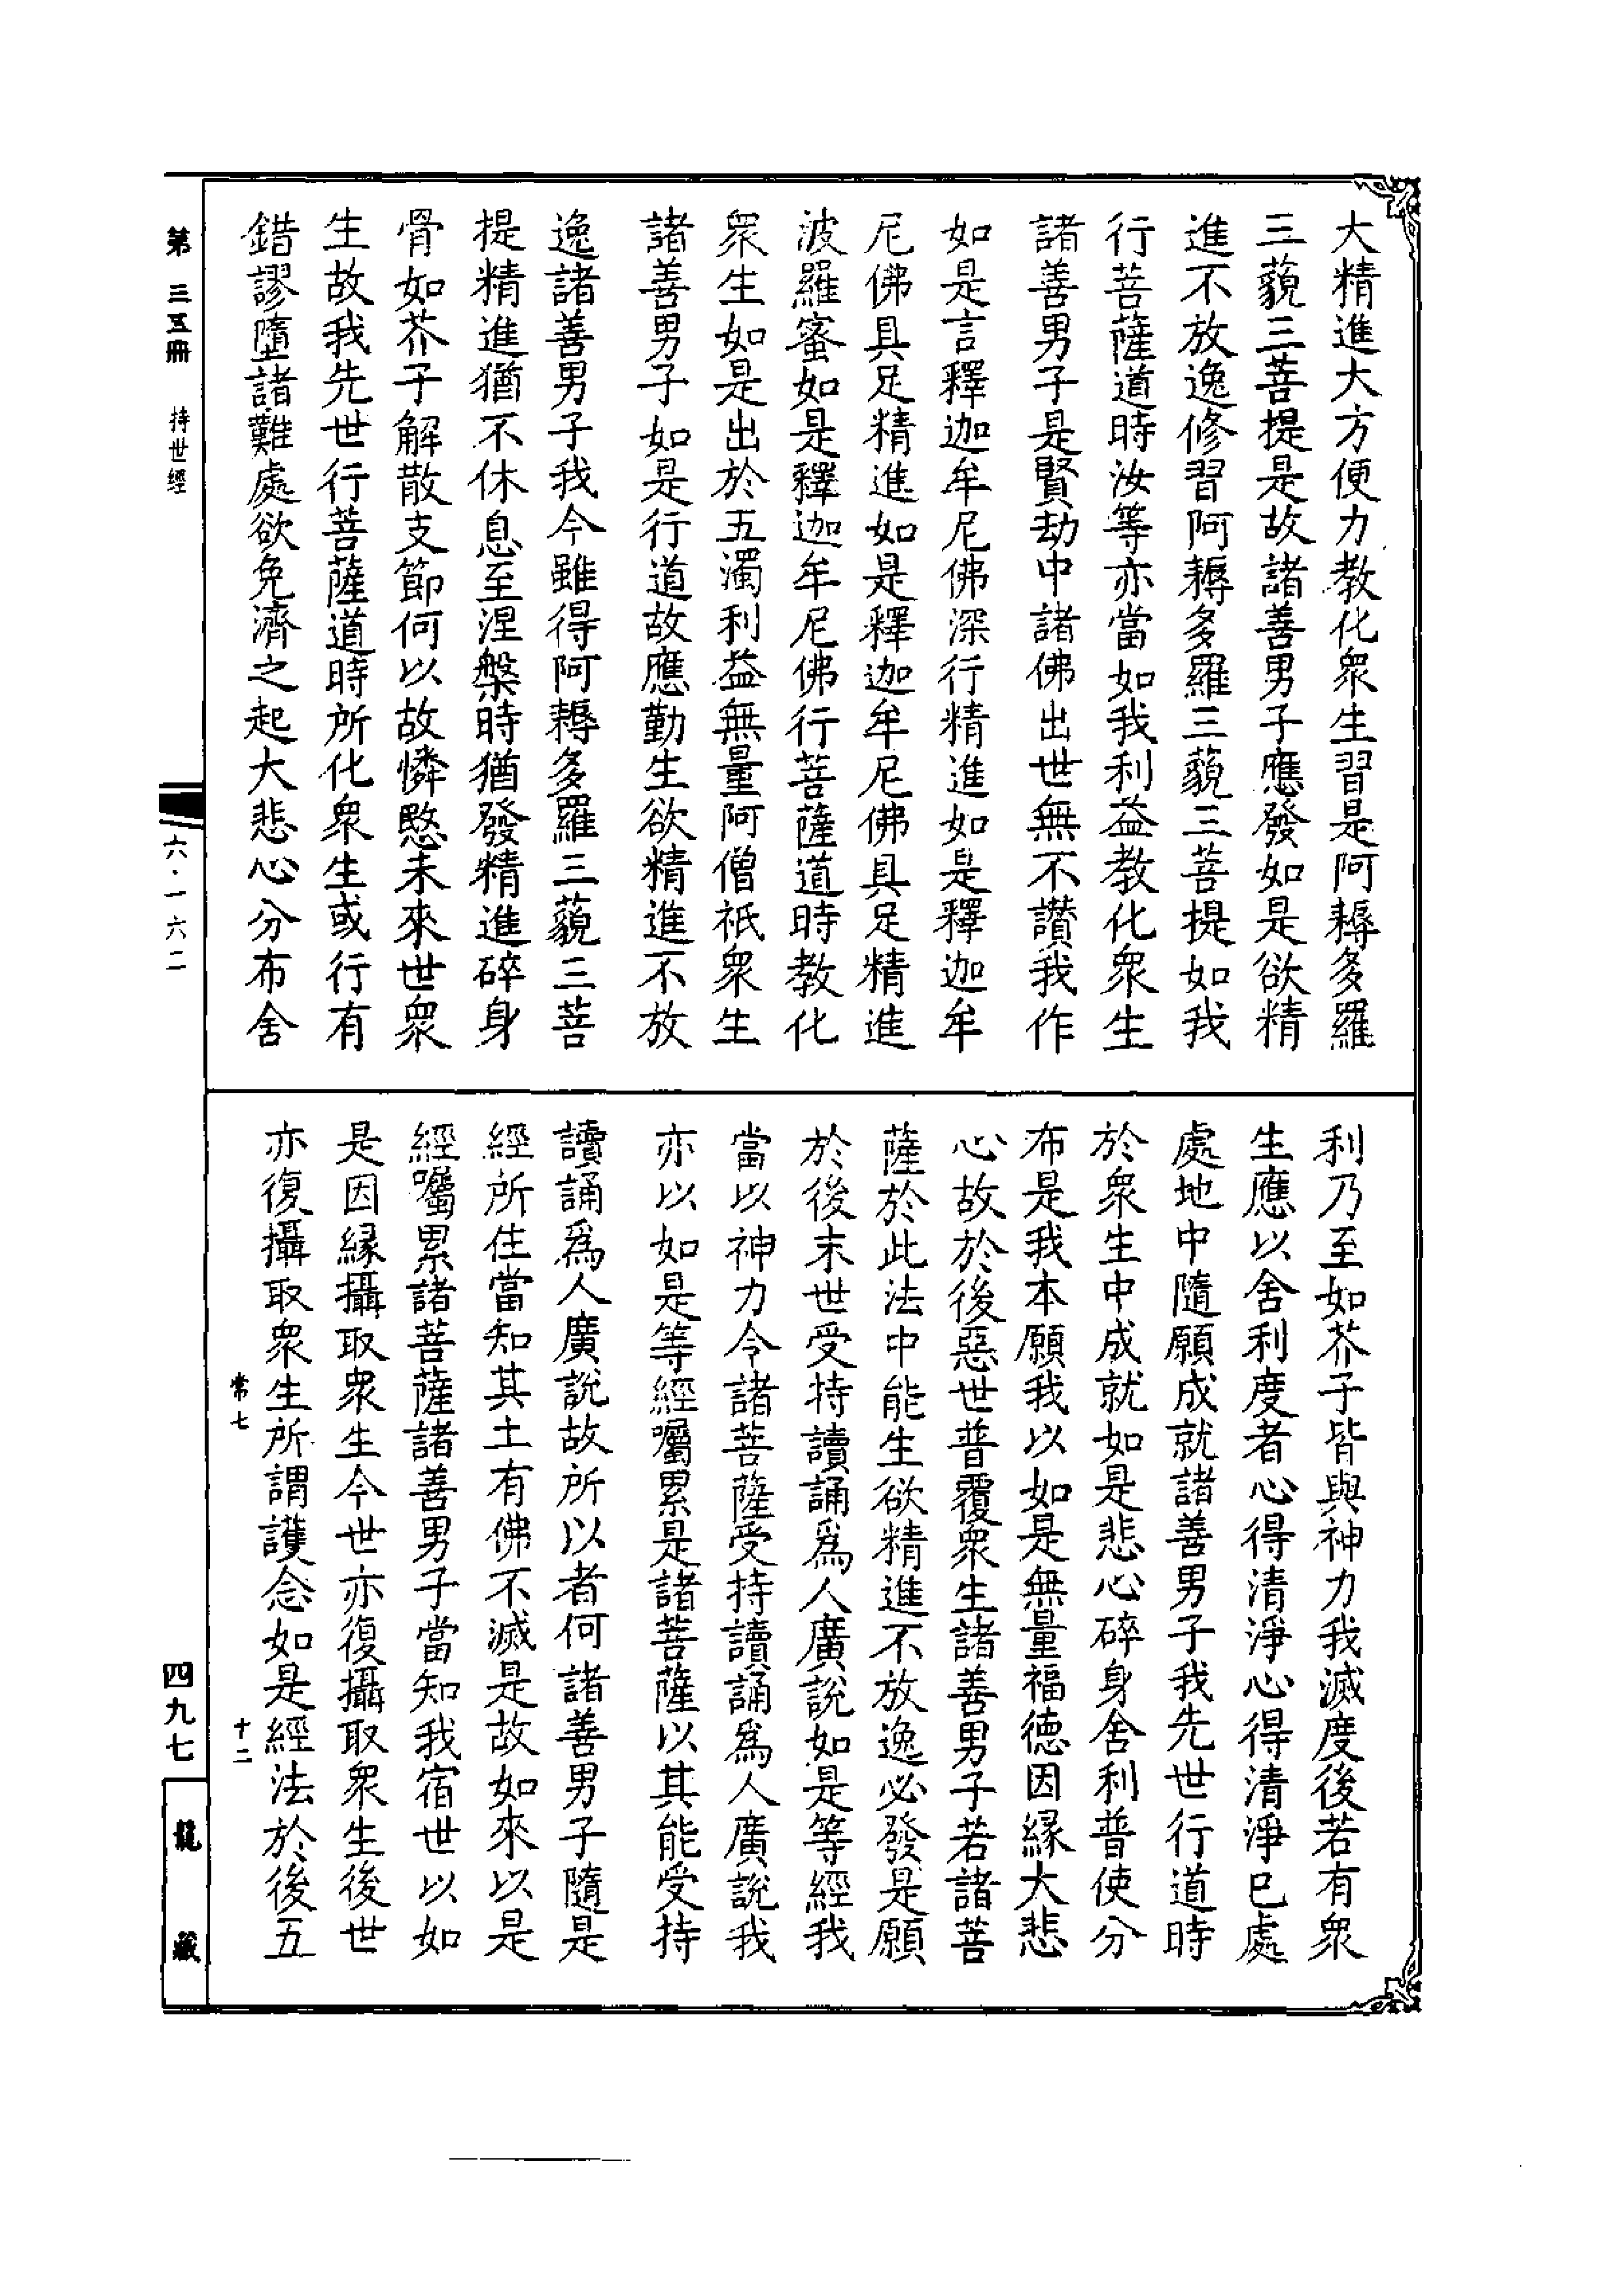 大精進大方便力教化衆生習是阿耨多羅
三藐三菩提是故諸善男子應發如是欲精
進不放逸修習阿耨多羅三藐三菩提如我
行菩薩道時汝等亦當如我利益教化衆生
諸善男子是賢劫中諸佛出世無不讚我作
如是言釋迦牟尼佛深行精進如是釋迦牟
尼佛具足精進如是釋迦牟尼佛具足精進
波羅蜜如是釋迦牟尼佛行菩薩道時教化
衆生如是出於五濁利益無量阿僧祇衆生
諸善男子如是行道故應勤生欲精進不放
逸諸善男子我今雖得阿耨多羅三藐三菩
提精進猶不休息至涅槃時猶發精進碎身
骨如芥子解散支節何以故憐愍未來世衆
生故我先世行菩薩道時所化衆生或行有
錯謬墮諸難處欲免濟之起大悲心分布舍
利乃至如芥子皆與神力我滅度後若有衆
生應以舍利度者心得清淨心得清淨已處
處地中隨願成就諸善男子我先世行道時
於衆生中成就如是悲心碎身舍利普使分
布是我本願我以如是無量福德因緣大悲
心故於後惡世普覆衆生諸善男子若諸菩
薩於此法中能生欲精進不放逸必發是願
於後末世受持讀誦爲人廣說如是等經我
當以神力令諸菩薩受持讀誦爲人廣說我
亦以如是等經囑累是諸菩薩以其能受持
讀誦爲人廣說故所以者何諸善男子隨是
經所住當知其土有佛不滅是故如來以是
經囑累諸菩薩諸善男子當知我宿世以如
是因緣攝取衆生今世亦復攝取衆生後世
亦復攝取衆生所謂護念如是經法於後五
常七
十二
第三五冊
持世經
六·一六二
四九七
龍藏